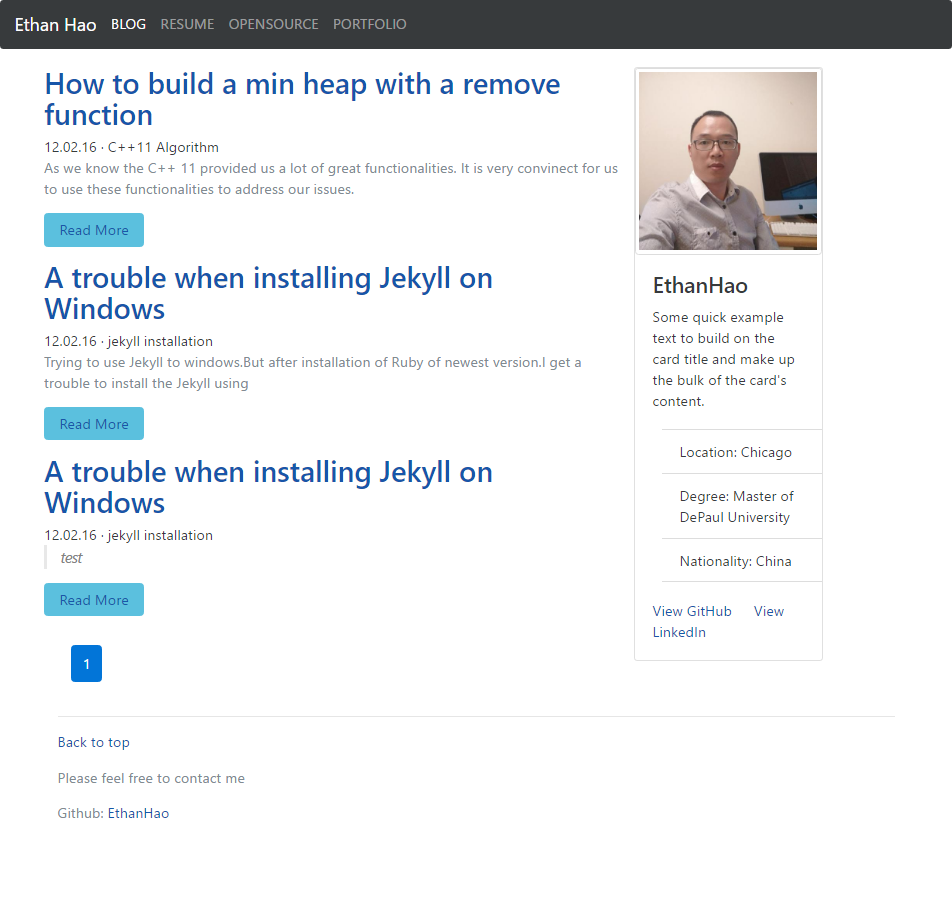 Ethan Hao BLOG RESUME OPENSOURCE PORTFOLIO
How to build a min heap with a remove
function
12.02.16 · C++11 Algorithm
As we know the C++ 11 provided us a lot of great functionalities. It is very convinect for us
to use these functionalities to address our issues.
Read More
A trouble when installing Jekyll on
Windows
12.02.16 · jekyll installation
Trying to use Jekyll to windows.But after installation of Ruby of newest version.I get a
trouble to install the Jekyll using
Read More
A trouble when installing Jekyll on
Windows
12.02.16 · jekyll installation
test
Read More
1
EthanHao
Some quick example
text to build on the
card title and make up
the bulk of the card's
content.
Location: Chicago
Degree: Master of
DePaul University
Nationality: China
View GitHub View
LinkedIn
Back to top
Please feel free to contact me
Github: EthanHao